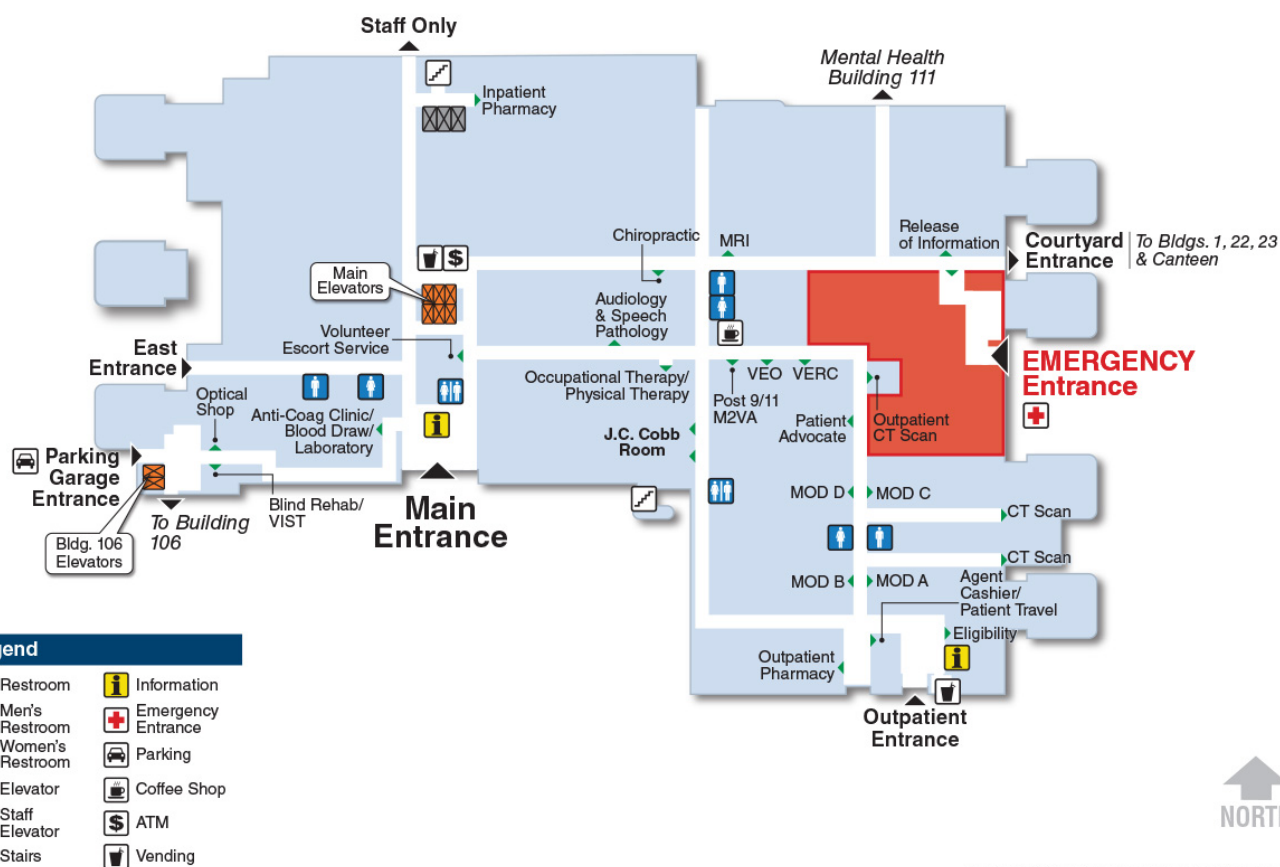 Staff Only
Mental Health
Building 111
Inpatient
Pharmacy
Release
of Information
Chiropractic
MRI
Courtyard
Entrance
To Bldgs. 1, 22, 23
& Canteen
$
Main
Elevators
Audiology
& Speech
Pathology
Volunteer
Escort Service
East
Entrance
EMERGENCY
Entrance
Occupational Therapy/
Physical Therapy
VEO
VERC
Post 9/11
M2VA
Optical
Shop
Anti-Coag Clinic/
Blood Draw/
Laboratory
i
Patient
Advocate
Outpatient
CT Scan
J.C. Cobb
Room
Parking
Garage
Entrance
MOD D
MOD C
Blind Rehab/
VIST
Main
Entrance
To Building
106
CT Scan
Bldg. 106
Elevators
CT Scan
MOD B
MOD A
Agent
Cashier/
Patient Travel
Eligibility
i
Outpatient
Pharmacy
Outpatient
Entrance
gend
Restroom
i Information
Men's
Restroom
Emergency
Entrance
Women's
Restroom
Parking
Elevator
Coffee Shop
Staff
Elevator
$ ATM
Stairs
Vending
NORTH